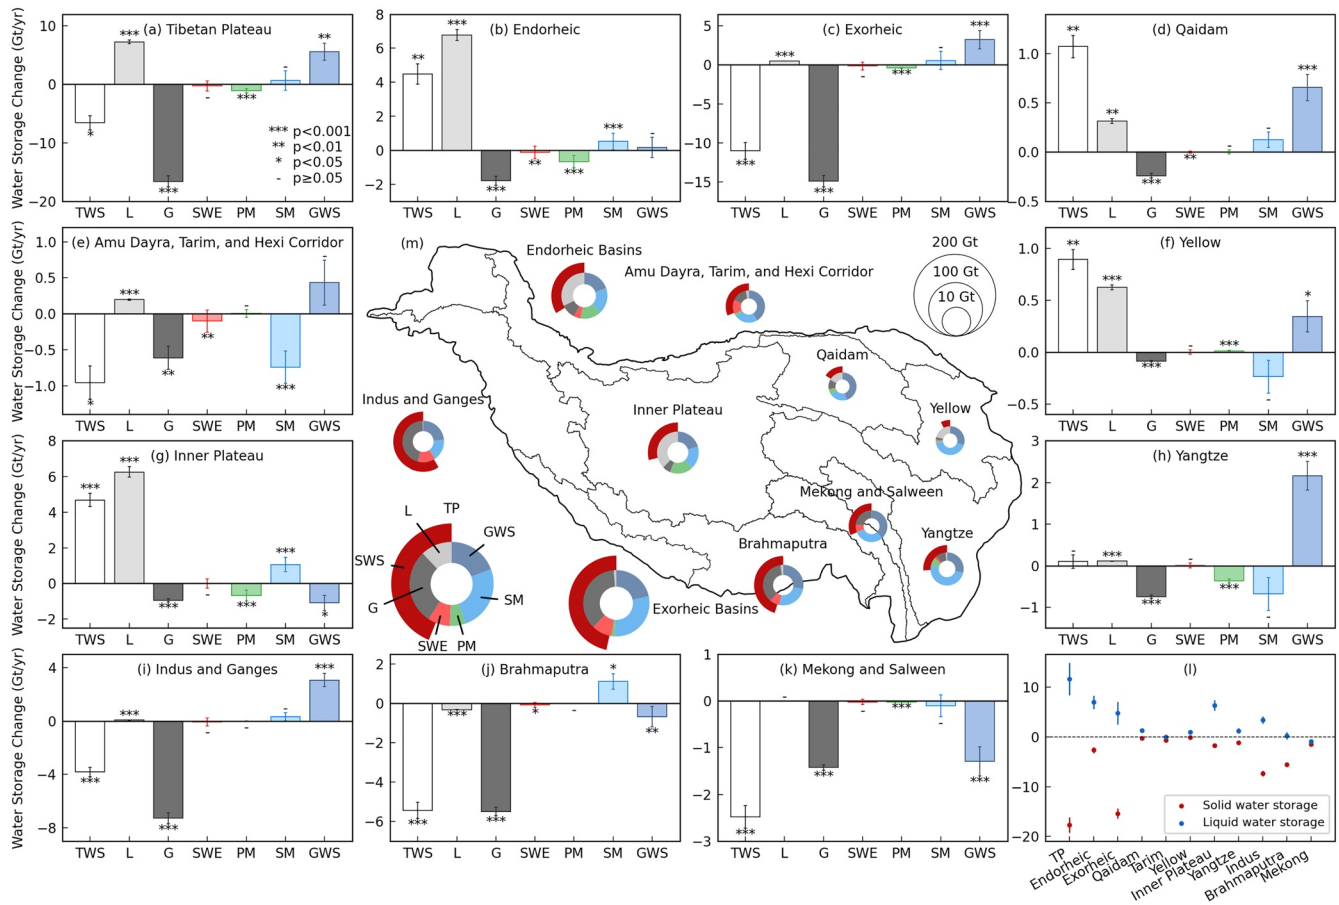 Water Storage Change (Gt/yr)
(a) Tibetan Plateau
10
0
−10
−20
***
**
*
***
-
-
***
***
*** p<0.001
** p<0.01
* p<0.05
- p≥0.05
TWS L G SWE PM SM GWS
(b) Endorheic
8
6
4
2
0
−2
***
**
***
-
***
**
***
TWS L G SWE PM SM GWS
(c) Exorheic
5
0
−5
−10
−15
***
***
-
***
-
***
***
TWS L G SWE PM SM GWS
(d) Qaidam
1.0
0.5
0.0
−0.5
**
**
***
-
-
**
***
TWS L G SWE PM SM GWS
Water Storage Change (Gt/yr)
(e) Amu Dayra, Tarim, and Hexi Corridor
1.0
0.5
0.0
−0.5
−1.0
-
***
-
**
**
***
*
TWS L G SWE PM SM GWS
(m)
Endorheic Basins
Amu Dayra, Tarim, and Hexi Corridor
200 Gt
100 Gt
10 Gt
Qaidam
Indus and Ganges
Inner Plateau
Yellow
Mekong and Salween
Brahmaputra
Yangtze
Exorheic Basins
L
TP
GWS
SWS
G
SM
SWE
PM
(f) Yellow
1.0
0.5
0.0
−0.5
**
***
*
-
***
***
-
TWS L G SWE PM SM GWS
Water Storage Change (Gt/yr)
(g) Inner Plateau
8
6
4
2
0
−2
***
***
***
***
-
***
*
TWS L G SWE PM SM GWS
(h) Yangtze
3
2
1
0
−1
***
-
***
-
***
***
-
TWS L G SWE PM SM GWS
Water Storage Change (Gt/yr)
(i) Indus and Ganges
4
0
−4
−8
***
***
-
-
-
***
***
TWS L G SWE PM SM GWS
(j) Brahmaputra
2
0
−2
−4
−6
*
***
*
-
**
***
***
TWS L G SWE PM SM GWS
(k) Mekong and Salween
1
0
−1
−2
−3
-
-
***
-
***
***
***
TWS L G SWE PM SM GWS
(l)
10
0
−10
−20
Solid water storage
Liquid water storage
TP
Endorheic
Exorheic
Qaidam
Tarim
Yellow
Inner Plateau
Yangtze
Indus
Brahmaputra
Mekong